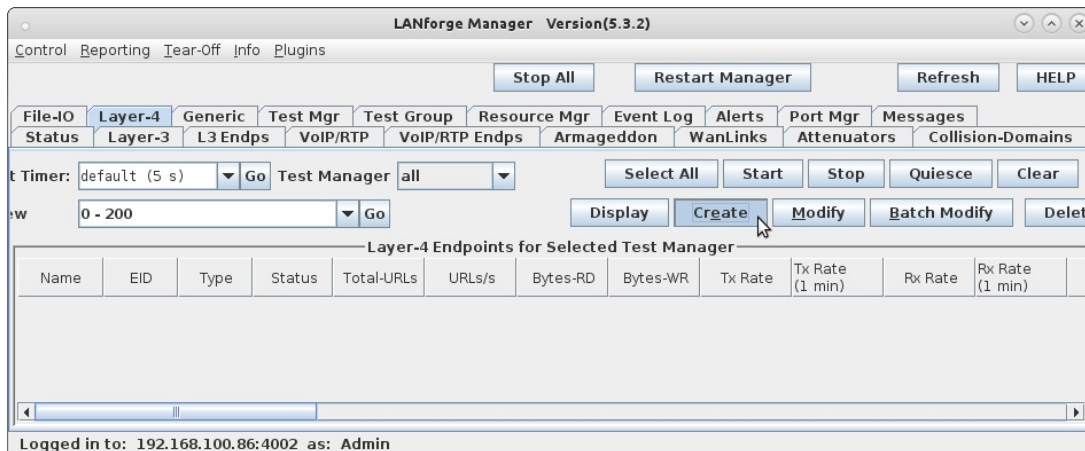 LANforge Manager   Version(5.3.2)
Control Reporting Tear-Off Info Plugins
Stop All Restart Manager Refresh HELP
File-IO Layer-4 Generic Test Mgr Test Group Resource Mgr Event Log Alerts Port Mgr Messages
Status Layer-3 L3 Endps VoIP/RTP VoIP/RTP Endps Armageddon WanLinks Attenuators Collision-Domains
t Timer: default (5 s) Go Test Manager all Select All Start Stop Quiesce Clear
ew 0 - 200 Go Display Create Modify Batch Modify Delet
Layer-4 Endpoints for Selected Test Manager
Name EID Type Status Total-URLs URLs/s Bytes-RD Bytes-WR Tx Rate Tx Rate (1 min) Rx Rate Rx Rate (1 min)
Logged in to: 192.168.100.86:4002 as: Admin